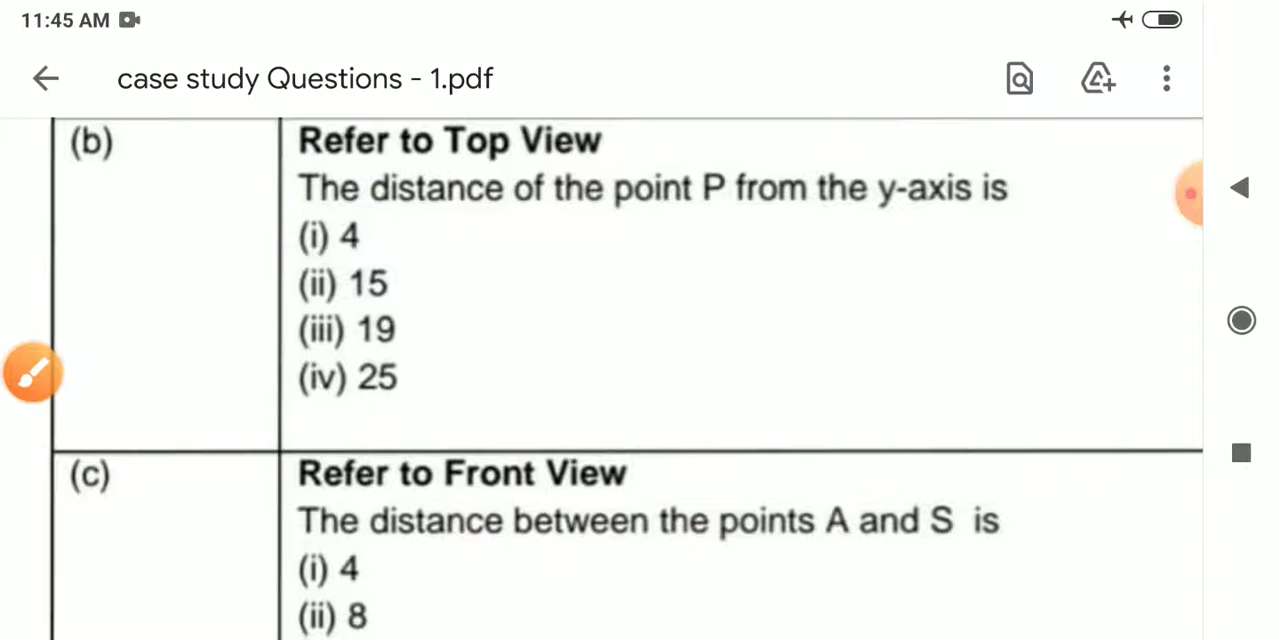 11:45 AM
case study Questions - 1.pdf
(b)
Refer to Top View
The distance of the point P from the y-axis is
(i) 4
(ii) 15
(iii) 19
(iv) 25
(c)
Refer to Front View
The distance between the points A and S is
(i) 4
(ii) 8